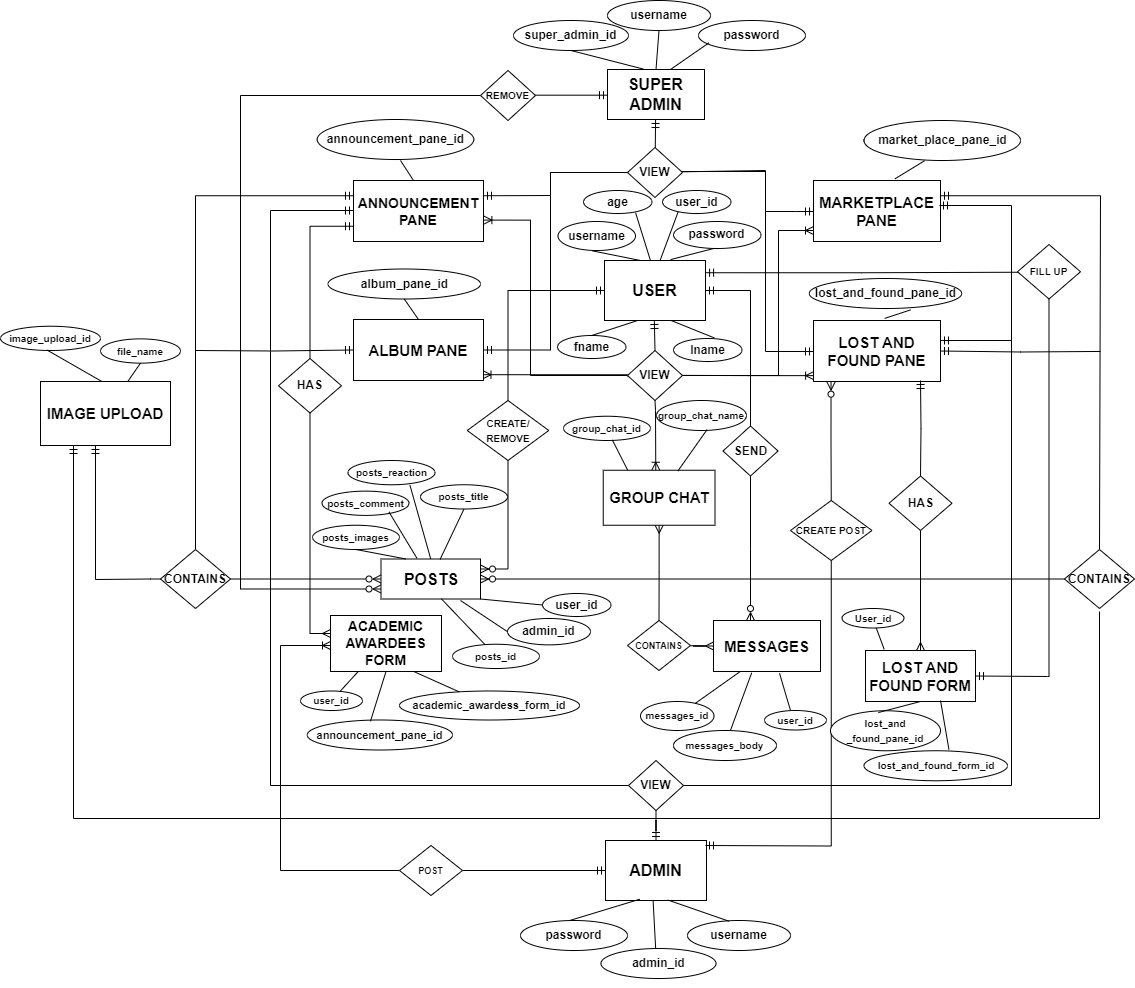 username
super_admin_id
password
SUPER
ADMIN
REMOVE
announcement_pane_id
market_place_pane_id
VIEW
ANNOUNCEMENT
PANE
age
user_id
MARKETPLACE
PANE
username
password
FILL UP
album_pane_id
USER
lost_and_found_pane_id
image_upload_id
file_name
ALBUM PANE
fname
lname
LOST AND
FOUND PANE
HAS
VIEW
IMAGE UPLOAD
CREATE/
REMOVE
group_chat_id
group_chat_name
SEND
posts_reaction
posts_comment
posts_title
GROUP CHAT
HAS
posts_images
CREATE POST
CONTAINS
POSTS
CONTAINS
user_id
admin_id
User_id
ACADEMIC
AWARDEES
FORM
posts_id
CONTAINS
MESSAGES
LOST AND
FOUND FORM
user_id
academic_awardess_form_id
announcement_pane_id
messages_id
user_id
messages_body
lost_and
_found_pane_id
lost_and_found_form_id
VIEW
POST
ADMIN
password
username
admin_id